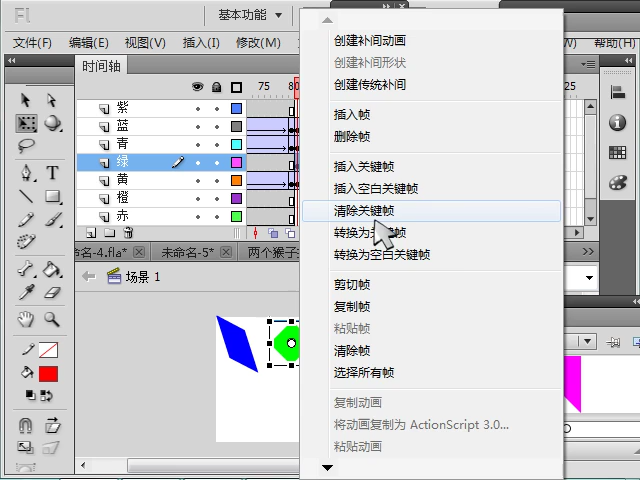 Fl
基本功能
文件(F) 编辑(E) 视图(V) 插入(I) 修改(M) W) 帮助(H)
时间轴
75 80 25
紫
蓝
青
绿
黄
橙
赤
命名-4.fla* 未命名-5* 两个猴子
场景 1
创建补间动画
创建补间形状
创建传统补间
插入帧
删除帧
插入关键帧
插入空白关键帧
清除关键帧
转换为关键帧
转换为空白关键帧
剪切帧
复制帧
粘贴帧
清除帧
选择所有帧
复制动画
将动画复制为 ActionScript 3.0...
粘贴动画